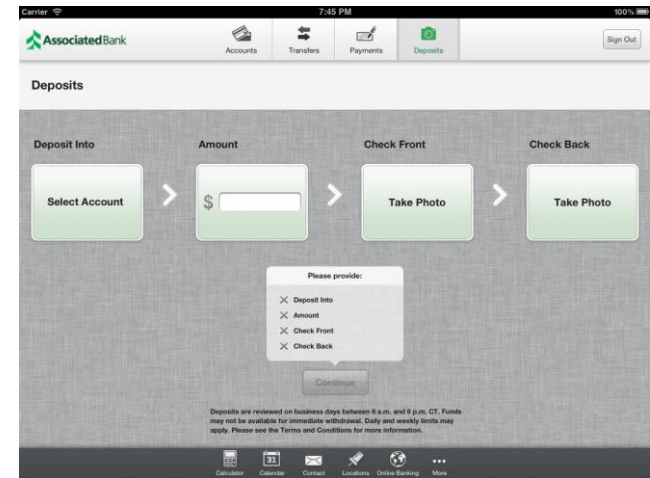 Carrier 7:45 PM 100%
AssociatedBank
Accounts Transfers Payments Deposits
Sign Out
Deposits
Deposit Into Amount Check Front Check Back
Select Account $ Take Photo Take Photo
Please provide:
Deposit Into
Amount
Check Front
Check Back
Continue
Deposits are reviewed on business days between 6 a.m. and 6 p.m. CT. Funds
may not be available for immediate withdrawal. Daily and weekly limits may
apply. Please see the Terms and Conditions for more information.
31
Calculator Calendar Contact Locations Online Banking More